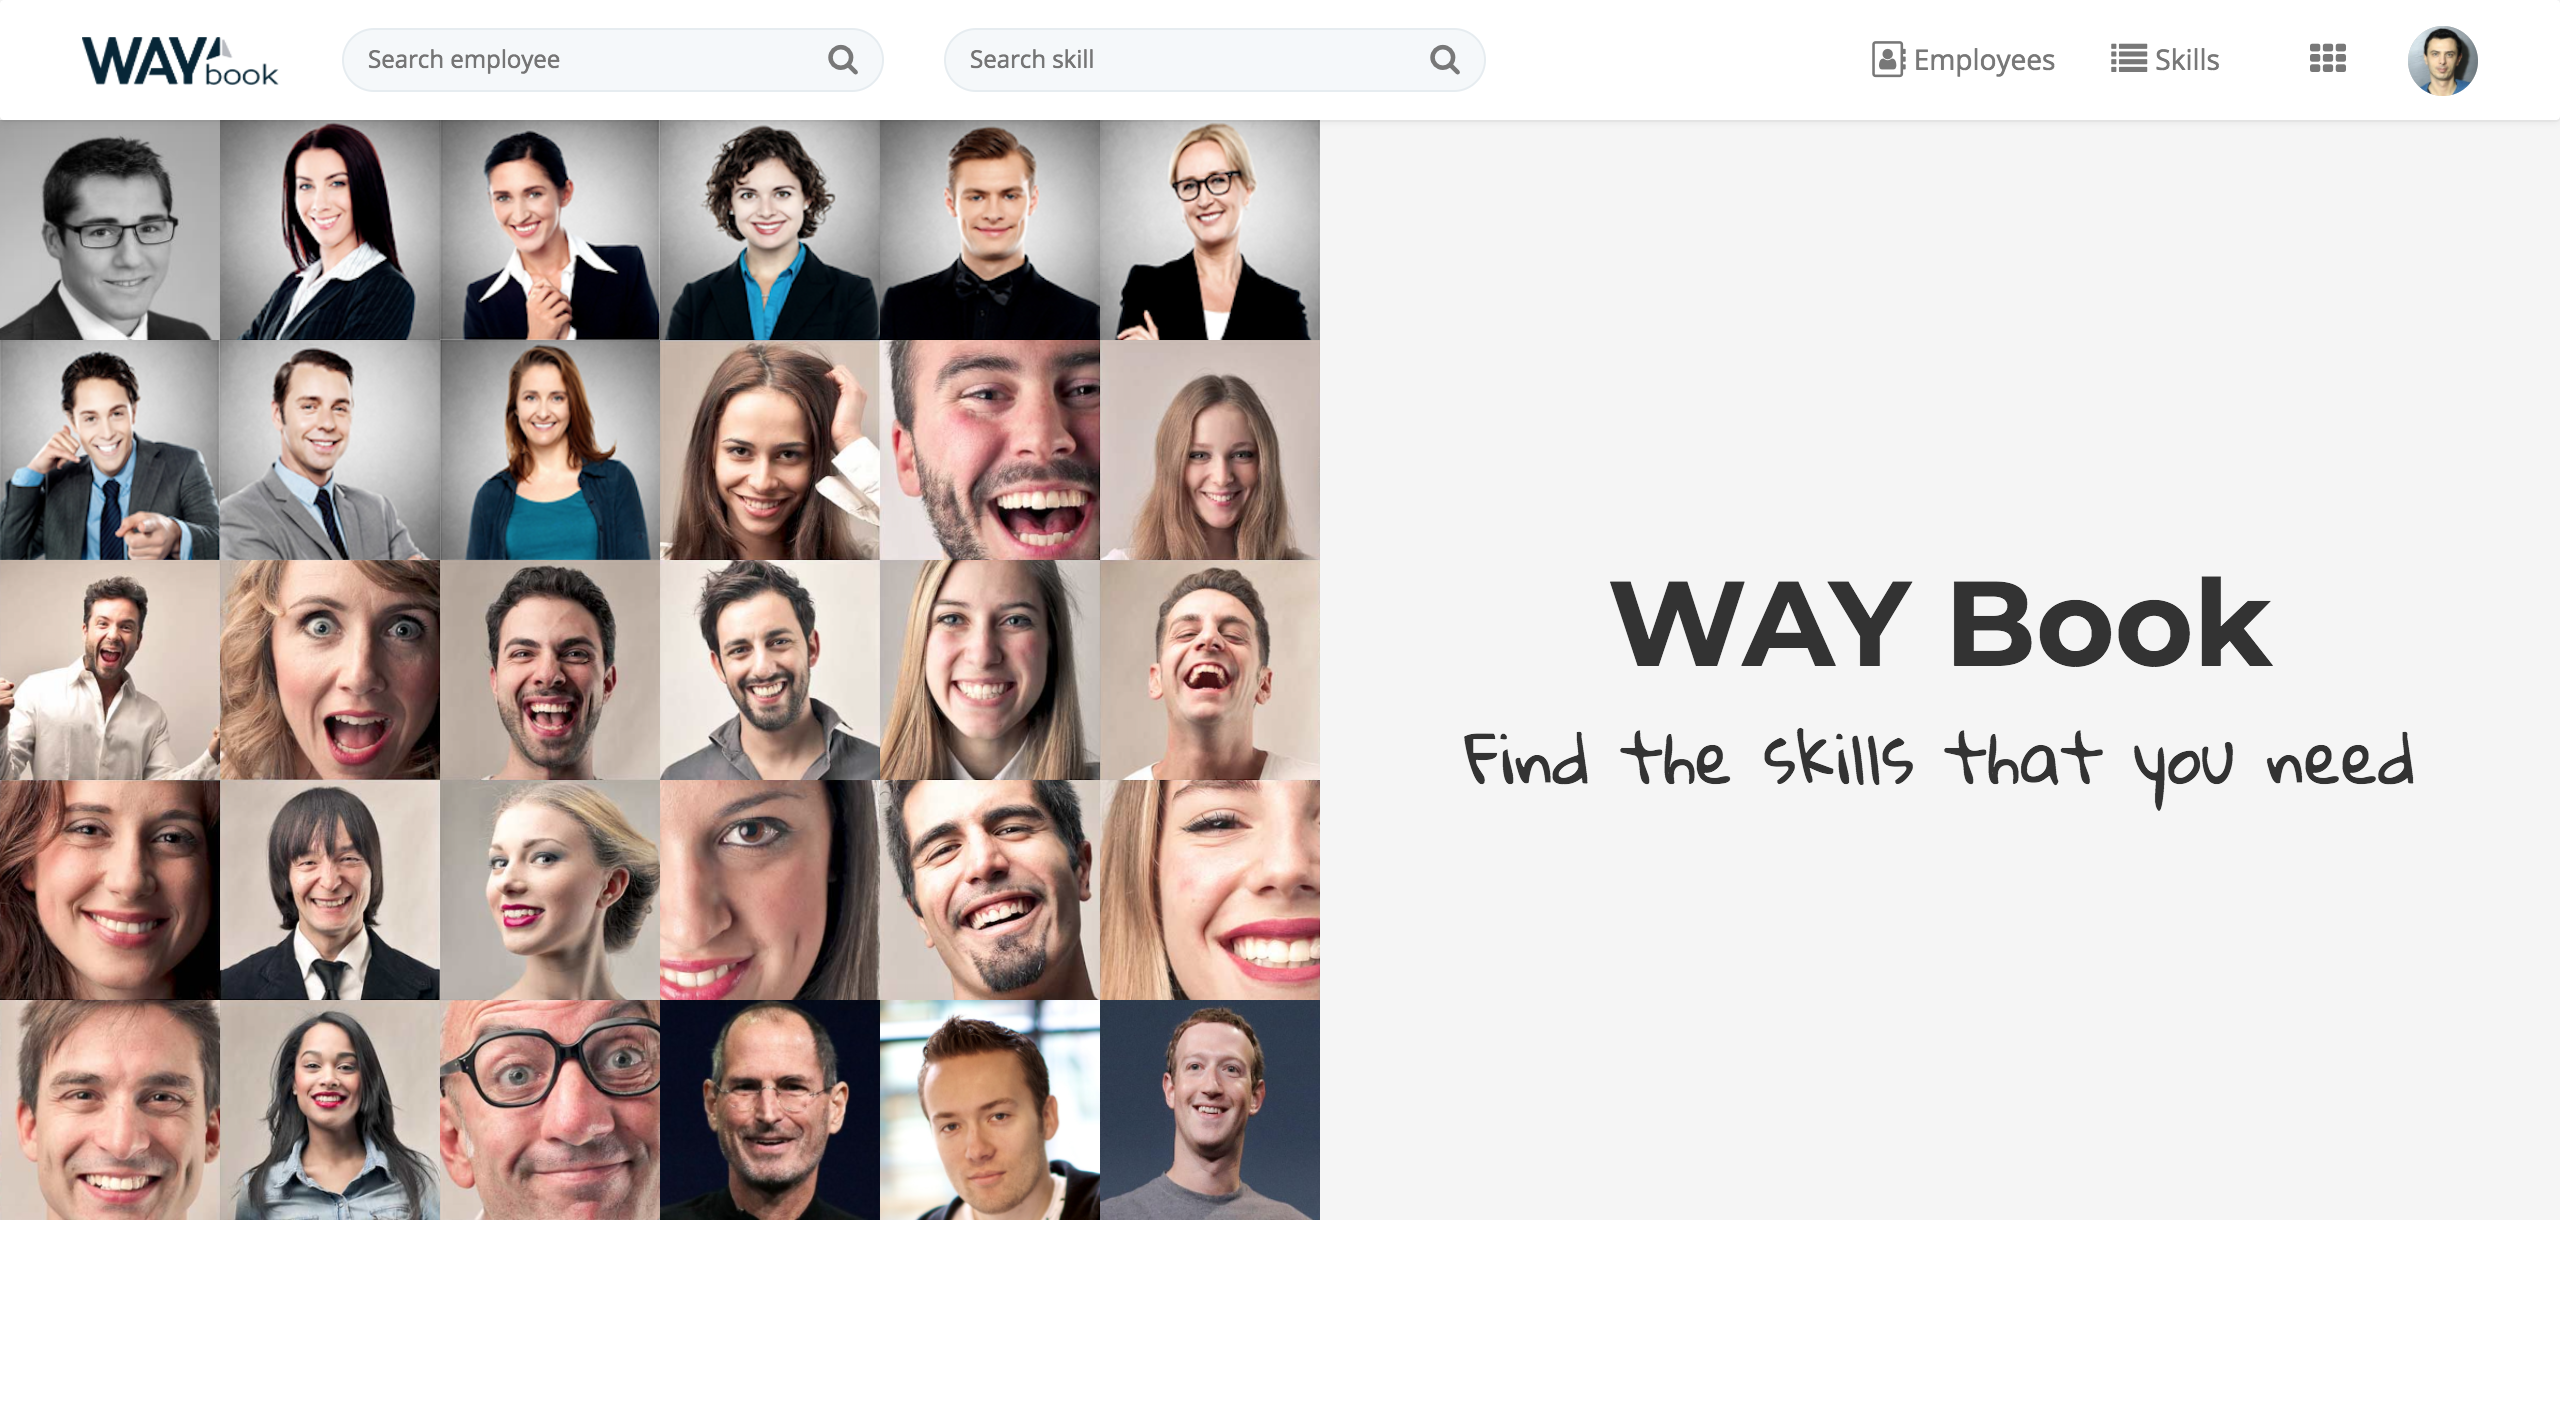 WAY book
Search employee
Search skill
Employees
Skills
WAY Book
Find the skills that you need